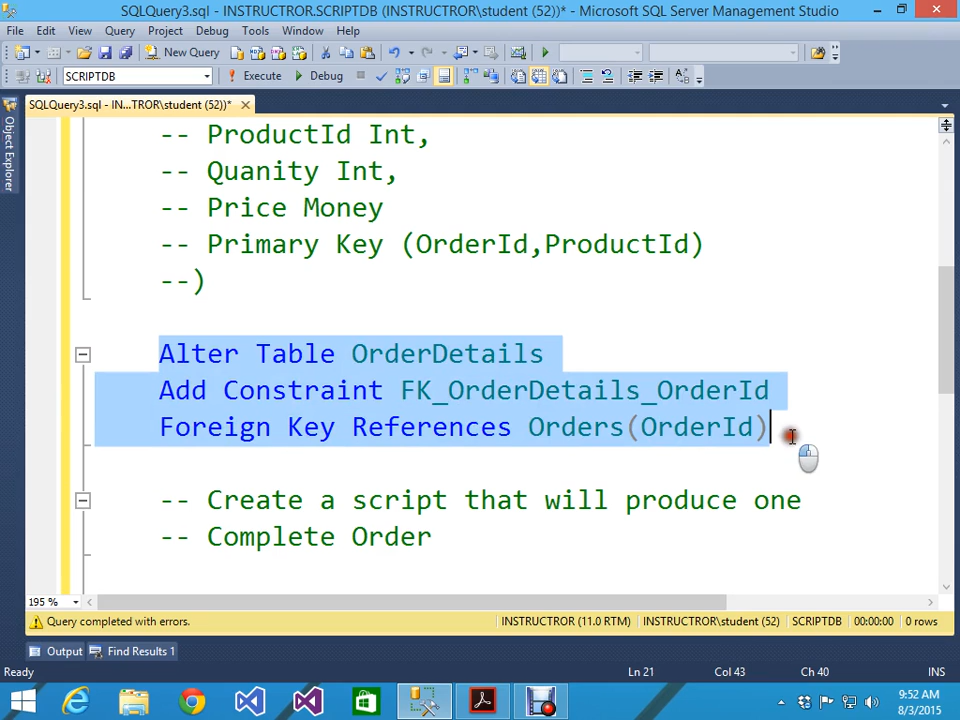 SQLQuery3.sql - INSTRUCTROR.SCRIPTDB (INSTRUCTROR\student (52))* - Microsoft SQL Server Management Studio
File Edit View Query Project Debug Tools Window Help
New Query
SCRIPTDB Execute Debug
SQLQuery3.sql - IN...TROR\student (52))*
Object Explorer
-- ProductId Int,
-- Quanity Int,
-- Price Money
-- Primary Key (OrderId,ProductId)
--)
Alter Table OrderDetails
Add Constraint FK_OrderDetails_OrderId
Foreign Key References Orders(OrderId)
-- Create a script that will produce one
-- Complete Order
195 %
Query completed with errors. INSTRUCTROR (11.0 RTM) INSTRUCTROR\student (52) SCRIPTDB 00:00:00 0 rows
Output Find Results 1
Ready Ln 21 Col 43 Ch 40 INS
9:52 AM
8/3/2015